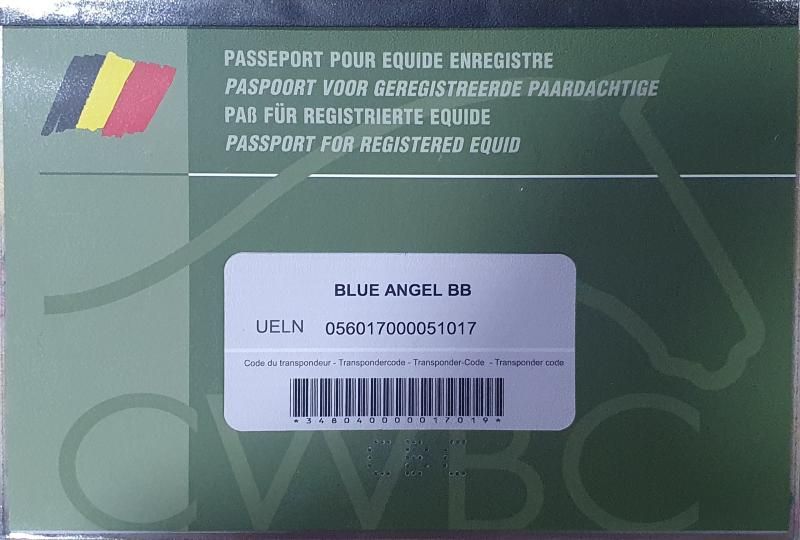 PASSEPORT POUR EQUIDE ENREGISTRE
PASPOORT VOOR GEREGISTREERDE PAARDACHTIGE
PAß FÜR REGISTRIERTE EQUIDE
PASSPORT FOR REGISTERED EQUID
BLUE ANGEL BB
UELN 056017000051017
Code du transpondeur - Transpondercode - Transponder-Code - Transponder code
*348040000017019*
CBC
CWBC